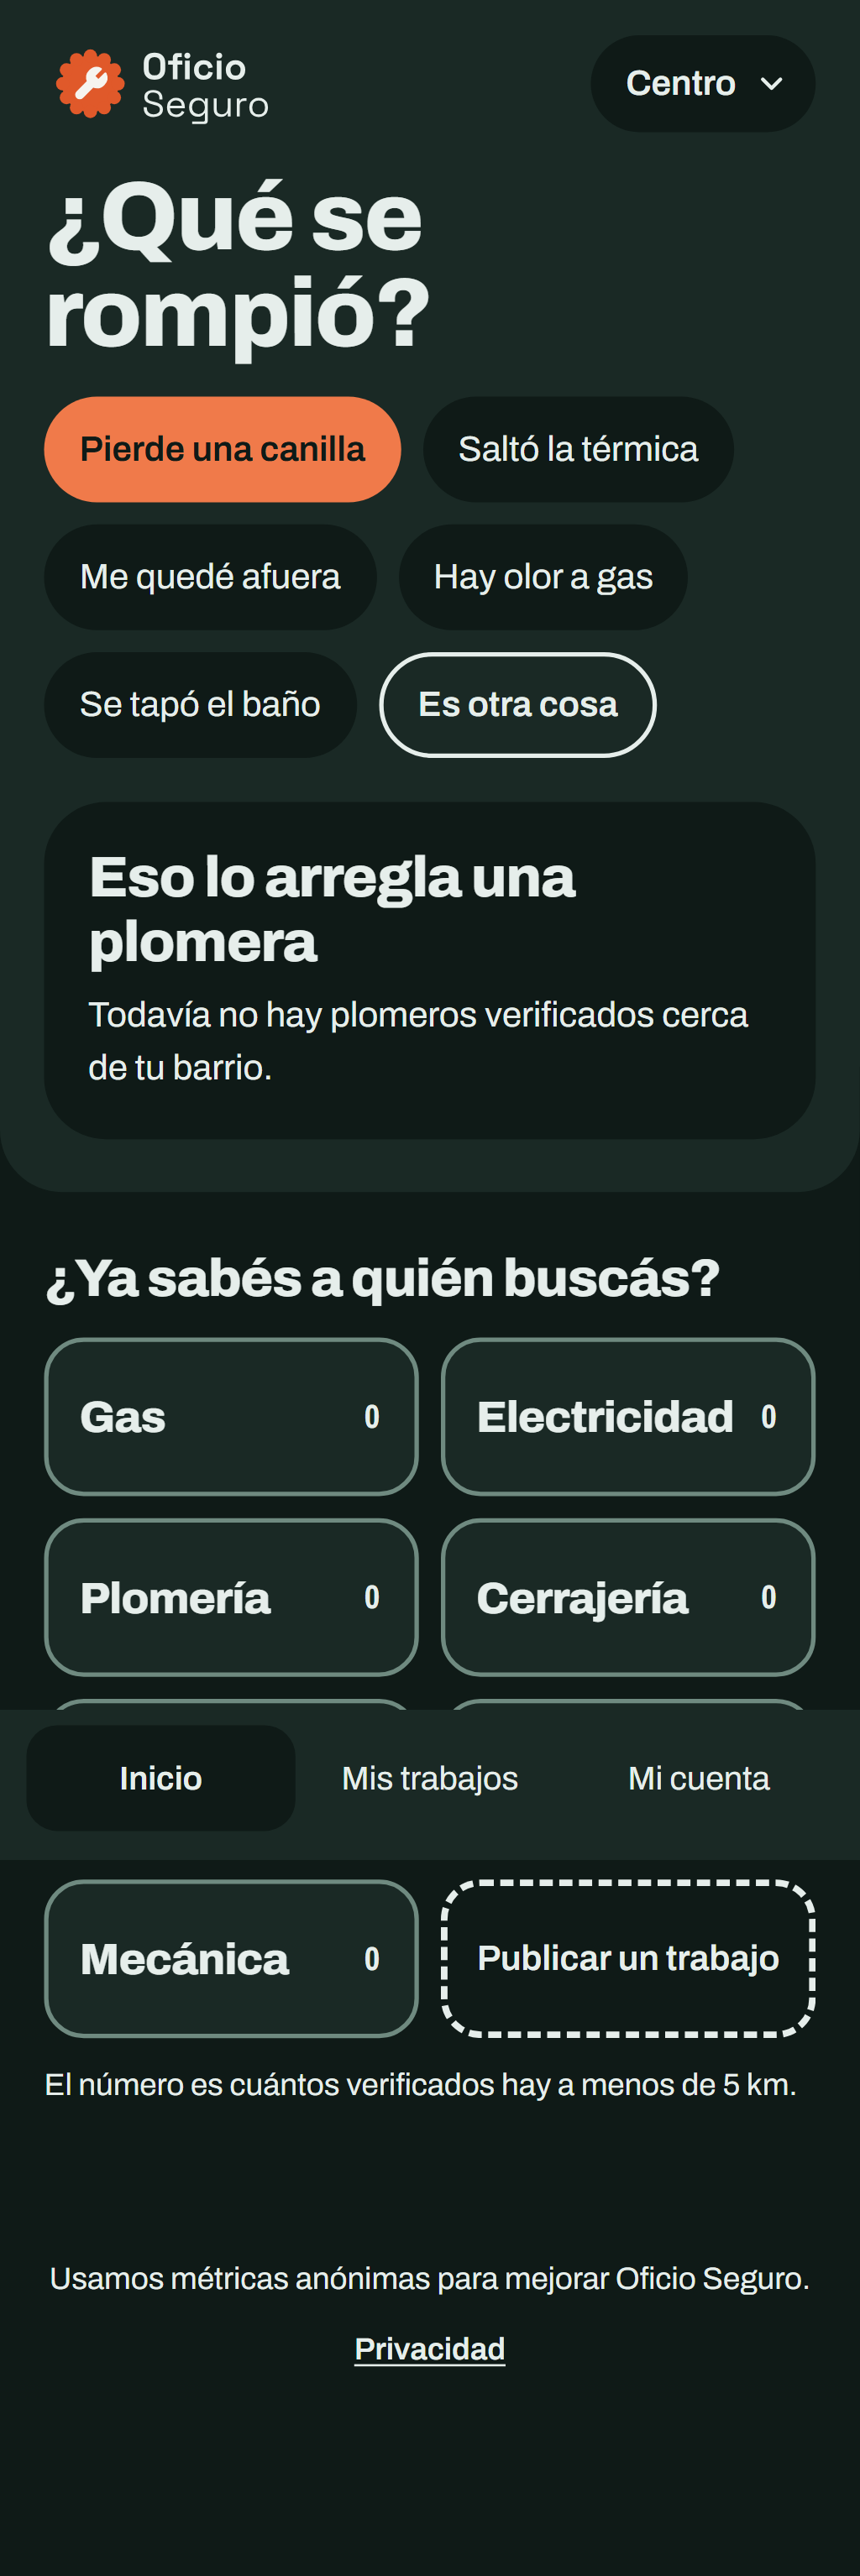 Oficio
Seguro
Centro
¿Qué se
rompió?
Pierde una canilla
Saltó la térmica
Me quedé afuera
Hay olor a gas
Se tapó el baño
Es otra cosa
Eso lo arregla una
plomera
Todavía no hay plomeros verificados cerca
de tu barrio.
¿Ya sabés a quién buscás?
Gas 0
Electricidad 0
Plomería 0
Cerrajería 0
Inicio
Mis trabajos
Mi cuenta
Mecánica 0
Publicar un trabajo
El número es cuántos verificados hay a menos de 5 km.
Usamos métricas anónimas para mejorar Oficio Seguro.
Privacidad